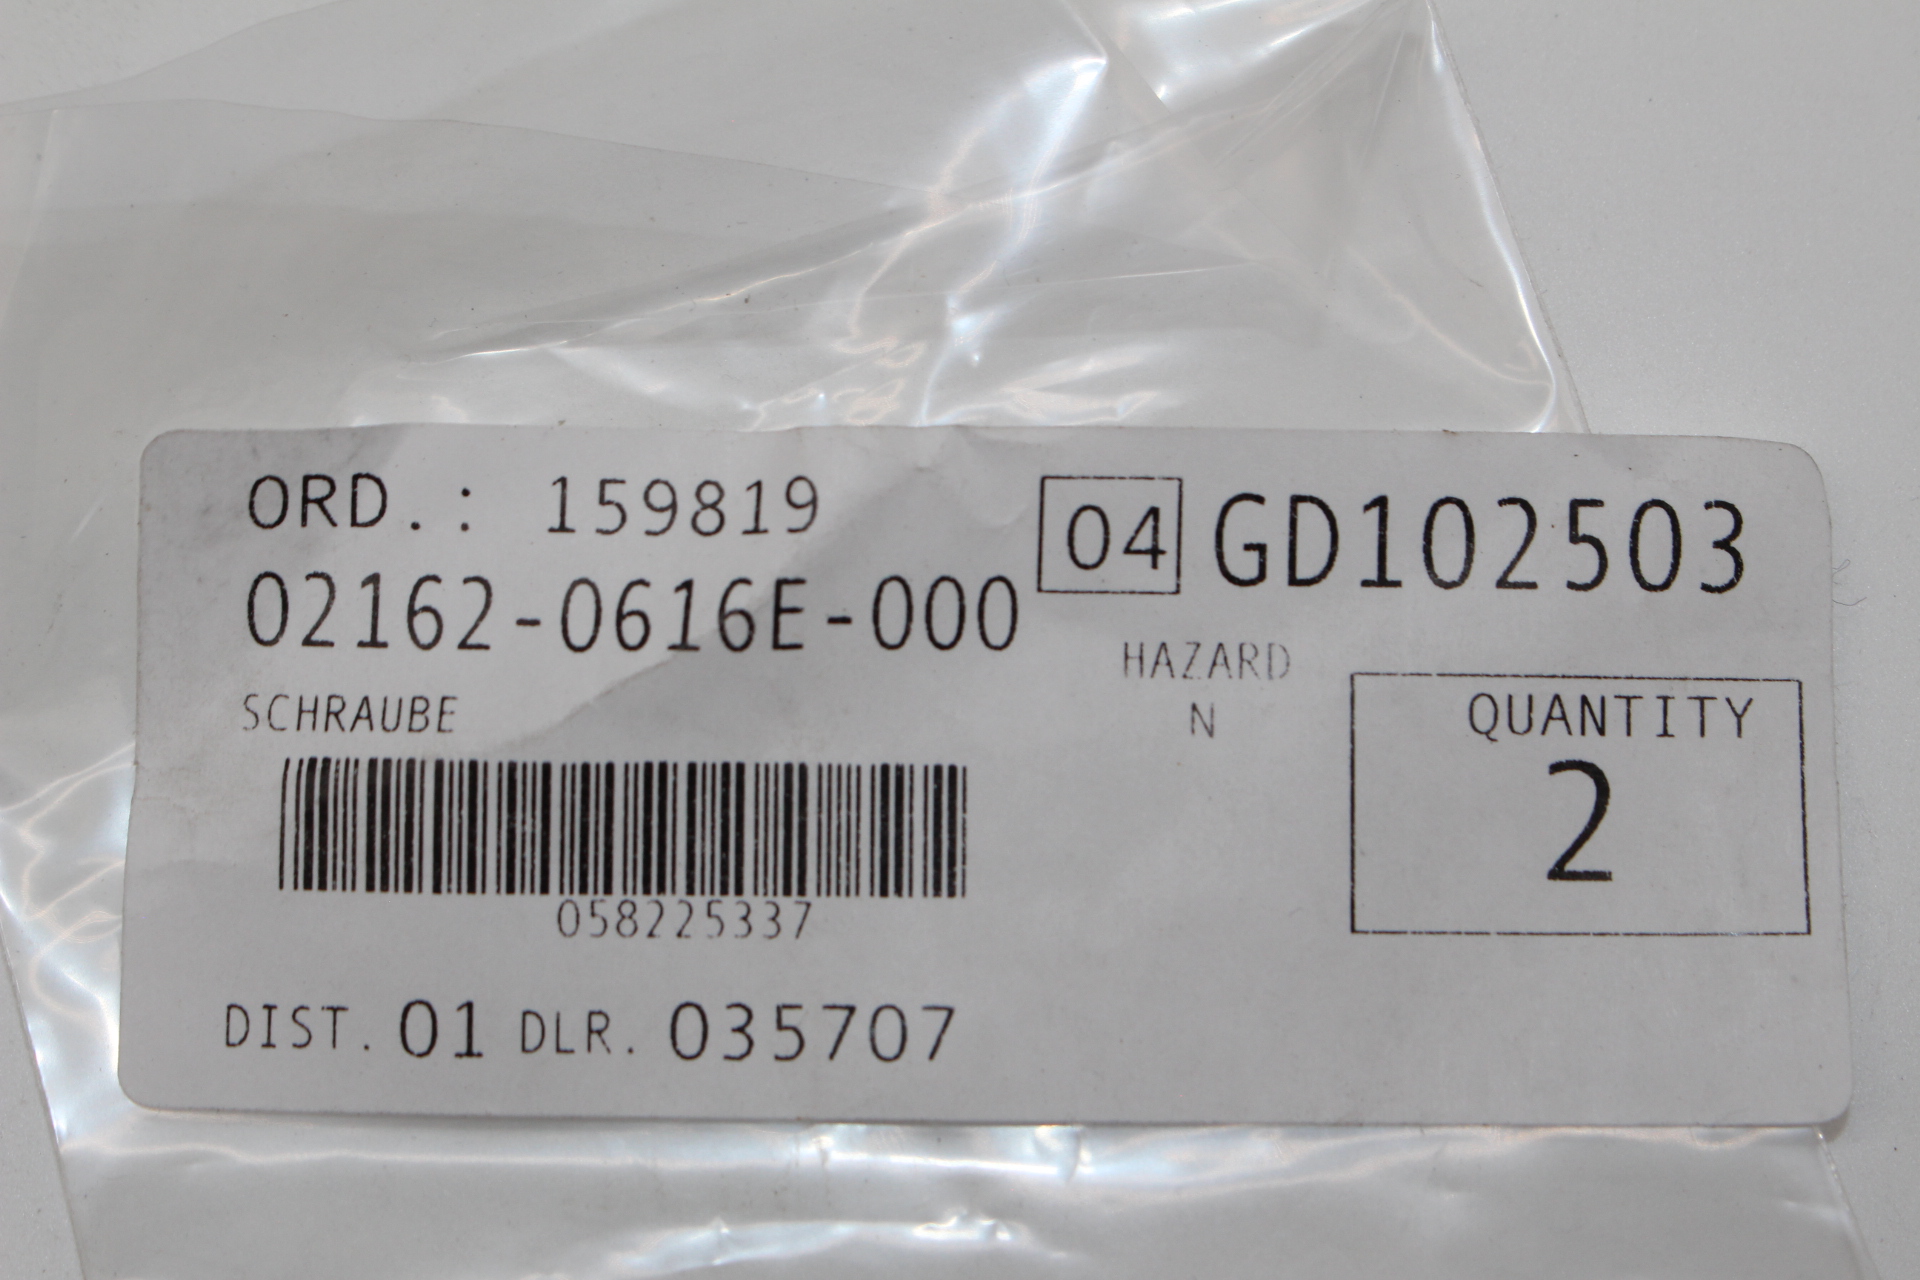 ORD.: 159819
04 GD102503
02162-0616E-000
HAZARD
SCHRAUBE
N
QUANTITY
2
058225337
DIST. 01 DLR. 035707